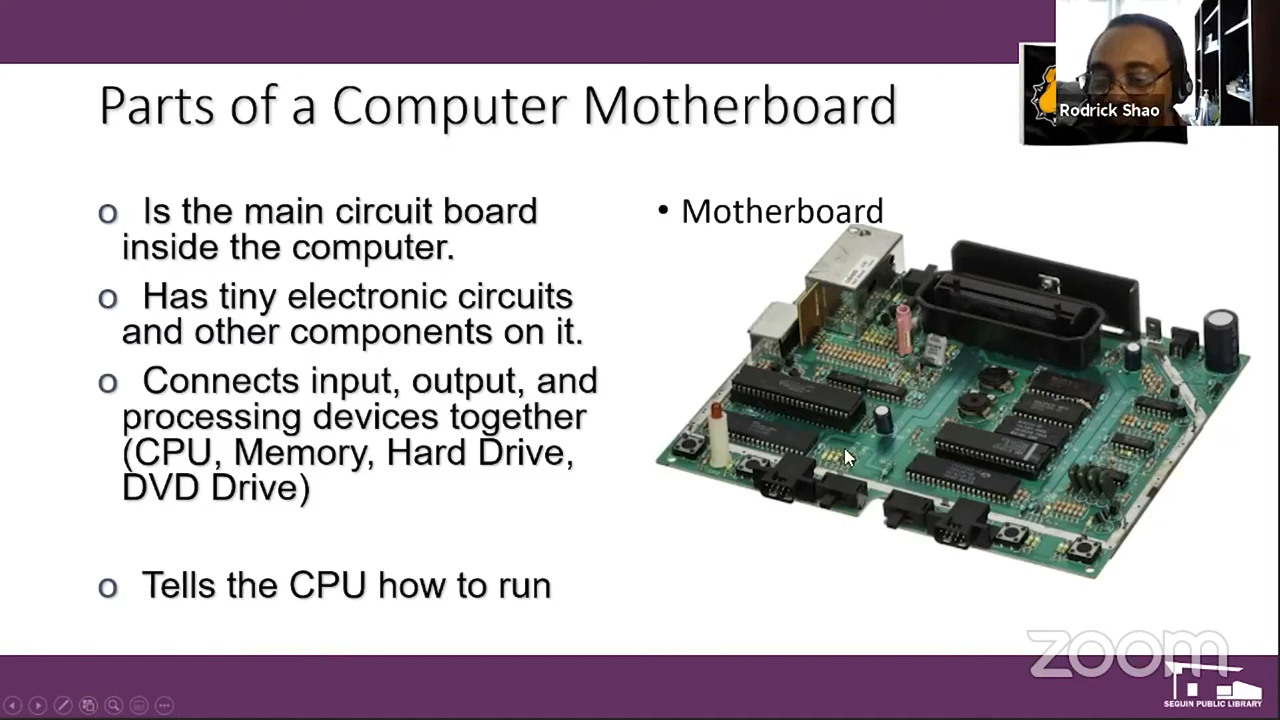 Parts of a Computer Motherboard
Rodrick Shao
o Is the main circuit board
inside the computer.
o Has tiny electronic circuits
and other components on it.
o Connects input, output, and
processing devices together
(CPU, Memory, Hard Drive,
DVD Drive)
o Tells the CPU how to run
• Motherboard
zoom
SEGUIN PUBLIC LIBRARY